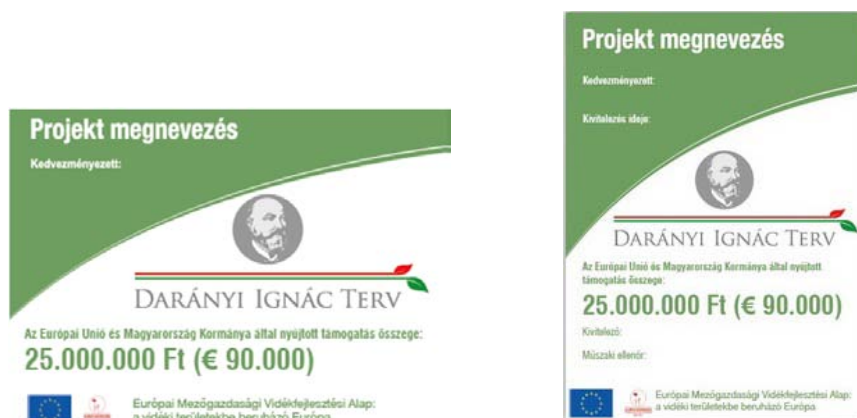 Projekt megnevezés
Kedvezményezett:
DARÁNYI IGNÁC TERV
Az Európai Unió és Magyarország Kormánya által nyújtott támogatás összege:
25.000.000 Ft (€ 90.000)
Európai Mezőgazdasági Vidékfejlesztési Alap:
a vidéki területekbe beruházó Európa
Projekt megnevezés
Kedvezményezett:
Kivitelezés ideje:
DARÁNYI IGNÁC TERV
Az Európai Unió és Magyarország Kormánya által nyújtott
támogatás összege:
25.000.000 Ft (€ 90.000)
Kivitelező:
Műszaki ellenőr:
Európai Mezőgazdasági Vidékfejlesztési Alap:
a vidéki területekbe beruházó Európa